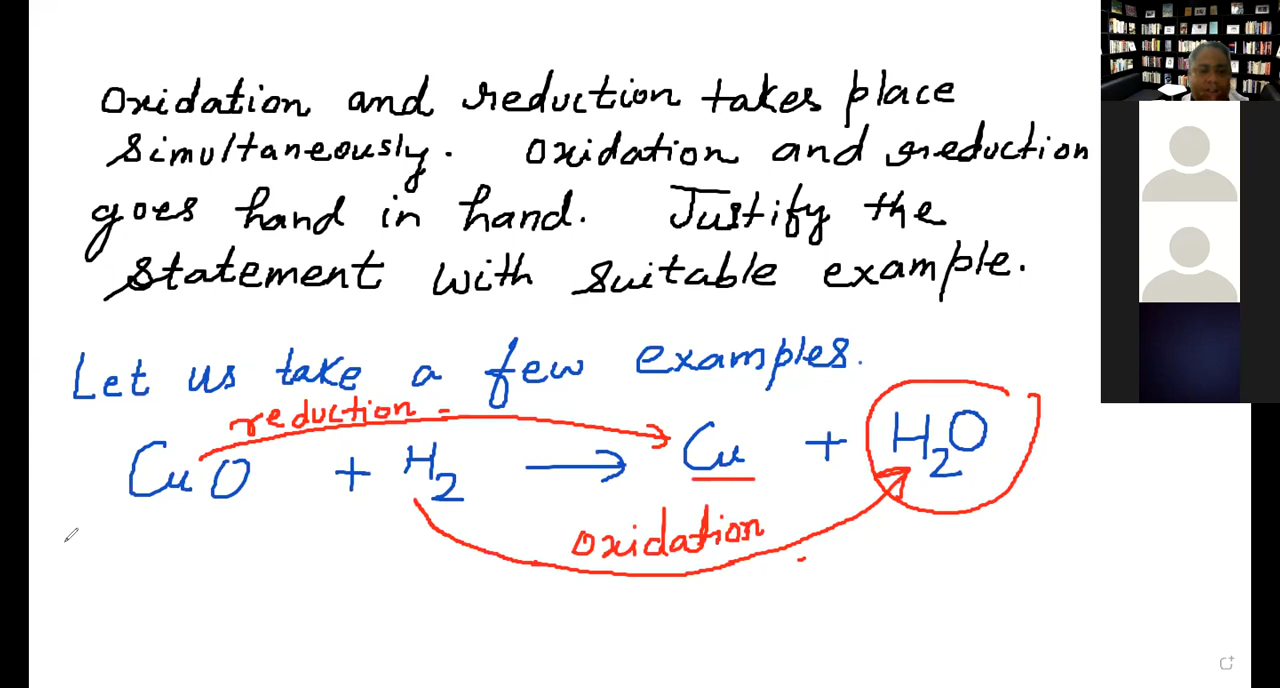 Oxidation and reduction takes place
simultaneously. Oxidation and reduction
goes hand in hand. Justify the
statement with suitable example.
Let us take a few examples.
reduction
CuO + H2 → Cu + H2O
oxidation